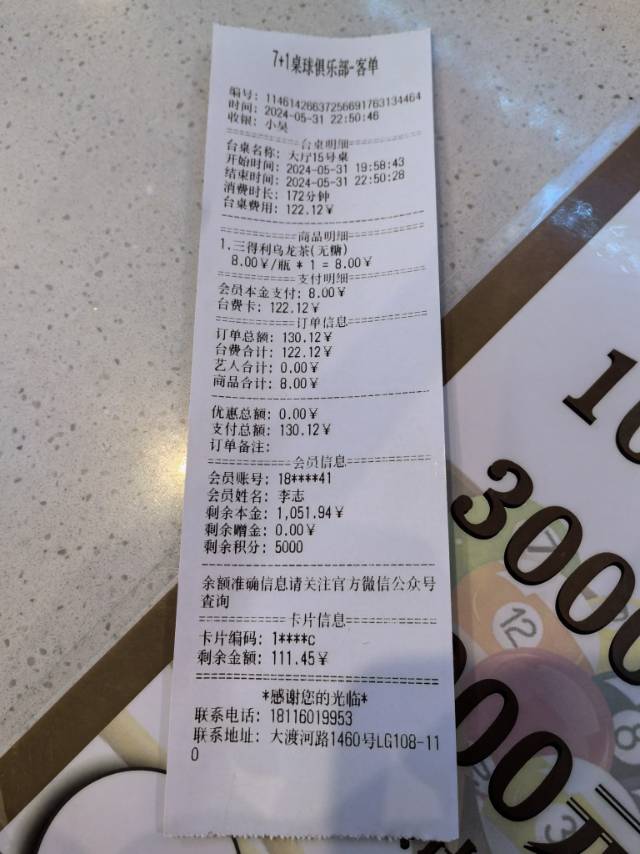 7+1桌球俱乐部-客单
编号: 11461426637256691763134464
时间: 2024-05-31 22:50:46
收银: 小吴
台桌明细
台桌名称: 大厅15号桌
开始时间: 2024-05-31 19:58:43
结束时间: 2024-05-31 22:50:28
消费时长: 172分钟
台桌费用: 122.12￥
商品明细
1.三得利乌龙茶(无糖)
8.00￥/瓶 * 1 = 8.00￥
支付明细
会员本金支付: 8.00￥
台费卡: 122.12￥
订单信息
订单总额: 130.12￥
台费合计: 122.12￥
艺人合计: 0.00￥
商品合计: 8.00￥
优惠总额: 0.00￥
支付总额: 130.12￥
订单备注:
会员信息
会员账号: 18****41
会员姓名: 李志
剩余本金: 1,051.94￥
剩余赠金: 0.00￥
剩余积分: 5000
余额准确信息请关注官方微信公众号
查询
卡片信息
卡片编码: 1****c
剩余金额: 111.45￥
*感谢您的光临*
联系电话: 18116019953
联系地址: 大渡河路1460号LG108-11
0
3000
12